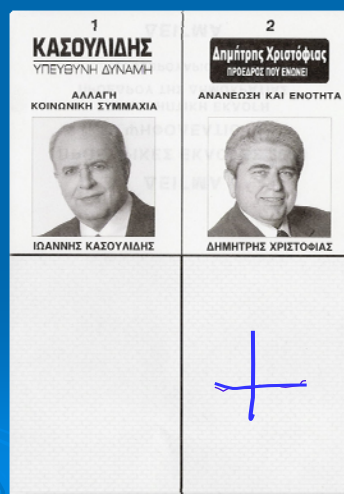 1
ΚΑΣΟΥΛΙΔΗΣ
ΥΠΕΥΘΥΝΗ ΔΥΝΑΜΗ
ΑΛΛΑΓΗ
ΚΟΙΝΩΝΙΚΗ ΣΥΜΜΑΧΙΑ
ΙΩΑΝΝΗΣ ΚΑΣΟΥΛΙΔΗΣ
2
Δημήτρης Χριστόφιας
ΠΡΟΕΔΡΟΣ ΠΟΥ ΕΝΩΝΕΙ
ΑΝΑΝΕΩΣΗ ΚΑΙ ΕΝΟΤΗΤΑ
ΔΗΜΗΤΡΗΣ ΧΡΙΣΤΟΦΙΑΣ